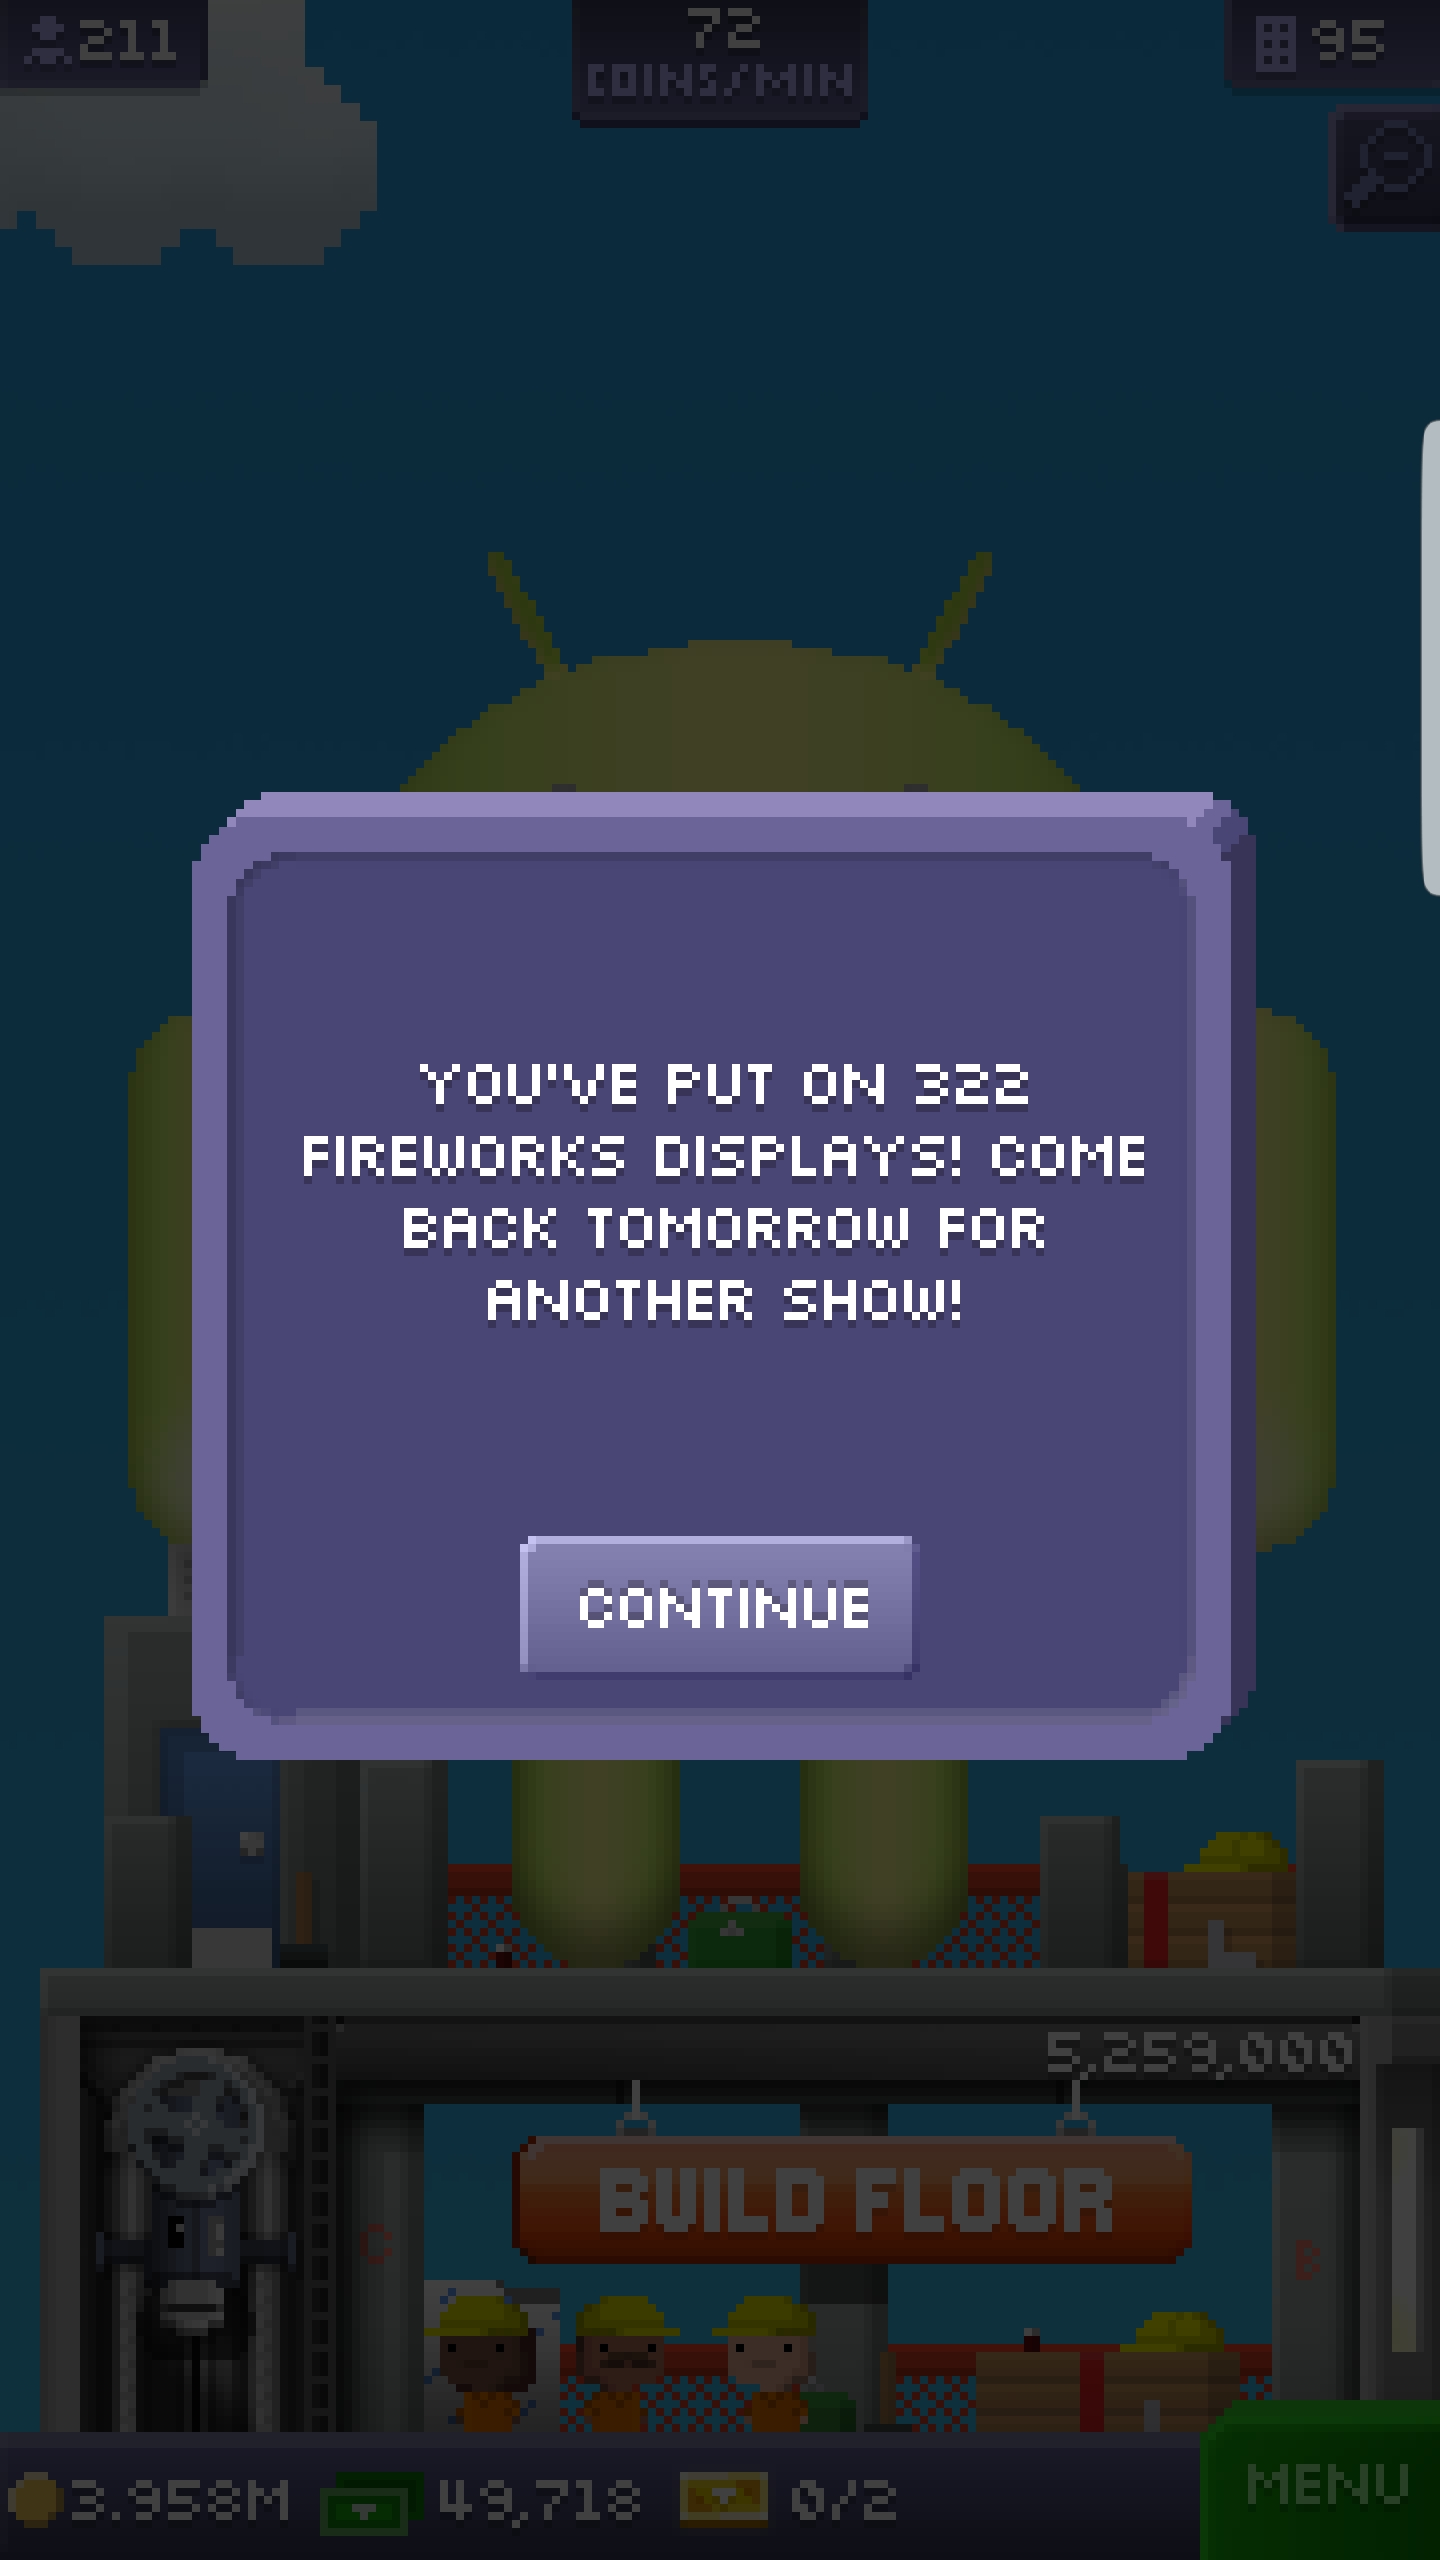 211
72
COINS/MIN
95
YOU'VE PUT ON 322
FIREWORKS DISPLAYS! COME
BACK TOMORROW FOR
ANOTHER SHOW!
CONTINUE
5,259,000
BUILD FLOOR
C
B
3.958M
49,718
0/2
MENU